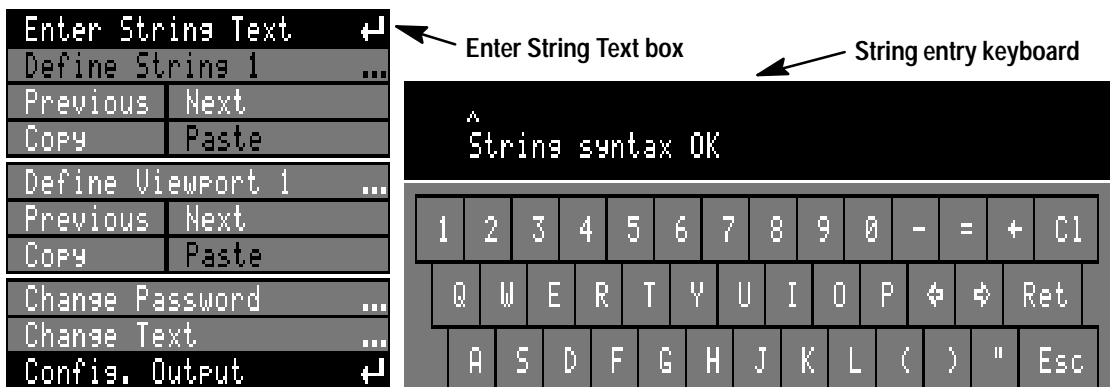 Enter String Text ↵
Define String 1 ...
Previous Next
Copy Paste
Define Viewport 1 ...
Previous Next
Copy Paste
Change Password ...
Change Text ...
Config. Output ↵
Enter String Text box
String entry keyboard
^
String syntax OK
1 2 3 4 5 6 7 8 9 0 - = ← Cl
Q W E R T Y U I O P ⇦ ⇨ Ret
A S D F G H J K L ( ) " Esc